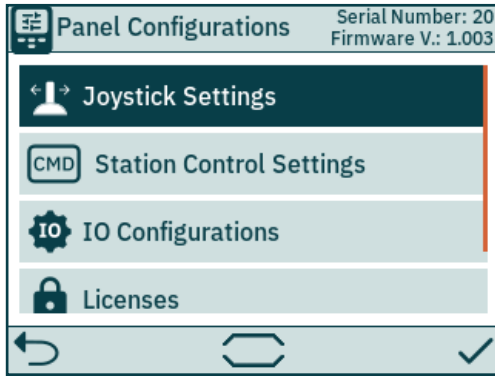 Panel Configurations
Serial Number: 20
Firmware V.: 1.003
Joystick Settings
CMD Station Control Settings
IO IO Configurations
Licenses